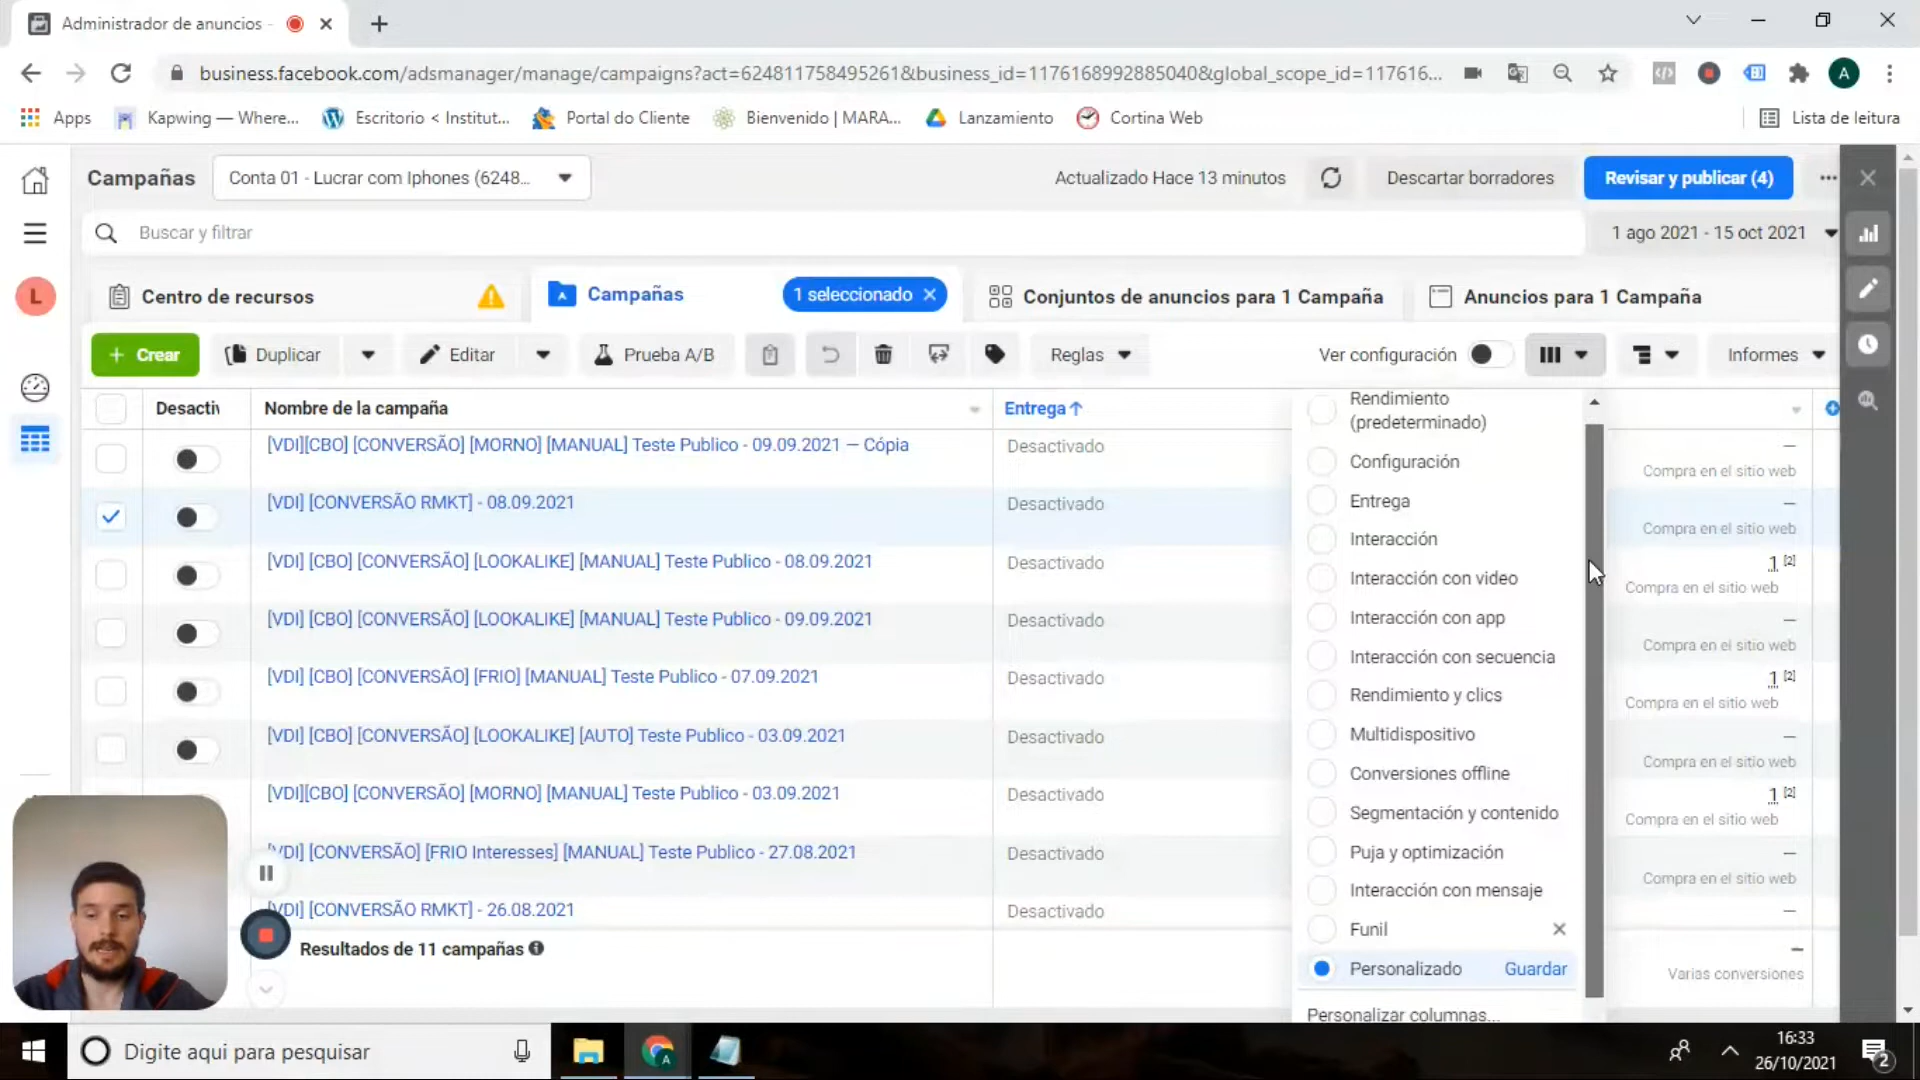 Administrador de anuncios -
business.facebook.com/adsmanager/manage/campaigns?act=624811758495261&business_id=1176168992885040&global_scope_id=117616...
A
Apps
Kapwing — Where...
Escritorio < Institut...
Portal do Cliente
Bienvenido | MARA...
Lanzamiento
Cortina Web
Lista de leitura
Campañas
Conta 01 - Lucrar com Iphones (6248...
Actualizado Hace 13 minutos
Descartar borradores
Revisar y publicar (4)
Buscar y filtrar
1 ago 2021 - 15 oct 2021
L
Centro de recursos
Campañas
1 seleccionado
Conjuntos de anuncios para 1 Campaña
Anuncios para 1 Campaña
+ Crear
Duplicar
Editar
Prueba A/B
Reglas
Ver configuración
Informes
Desactiv
Nombre de la campaña
Entrega↑
[VDI][CBO] [CONVERSÃO] [MORNO] [MANUAL] Teste Publico - 09.09.2021 — Cópia
Desactivado
—
Compra en el sitio web
[VDI] [CONVERSÃO RMKT] - 08.09.2021
Desactivado
—
Compra en el sitio web
[VDI] [CBO] [CONVERSÃO] [LOOKALIKE] [MANUAL] Teste Publico - 08.09.2021
Desactivado
1 [2]
Compra en el sitio web
[VDI] [CBO] [CONVERSÃO] [LOOKALIKE] [MANUAL] Teste Publico - 09.09.2021
Desactivado
—
Compra en el sitio web
[VDI] [CBO] [CONVERSÃO] [FRIO] [MANUAL] Teste Publico - 07.09.2021
Desactivado
1 [2]
Compra en el sitio web
[VDI] [CBO] [CONVERSÃO] [LOOKALIKE] [AUTO] Teste Publico - 03.09.2021
Desactivado
—
Compra en el sitio web
[VDI][CBO] [CONVERSÃO] [MORNO] [MANUAL] Teste Publico - 03.09.2021
Desactivado
1 [2]
Compra en el sitio web
[VDI] [CONVERSÃO] [FRIO Interesses] [MANUAL] Teste Publico - 27.08.2021
Desactivado
—
Compra en el sitio web
[VDI] [CONVERSÃO RMKT] - 26.08.2021
Desactivado
—
Resultados de 11 campañas
—
Varias conversiones
Rendimiento
(predeterminado)
Configuración
Entrega
Interacción
Interacción con video
Interacción con app
Interacción con secuencia
Rendimiento y clics
Multidispositivo
Conversiones offline
Segmentación y contenido
Puja y optimización
Interacción con mensaje
Funil
Personalizado
Guardar
Personalizar columnas...
Digite aqui para pesquisar
16:33
26/10/2021
2